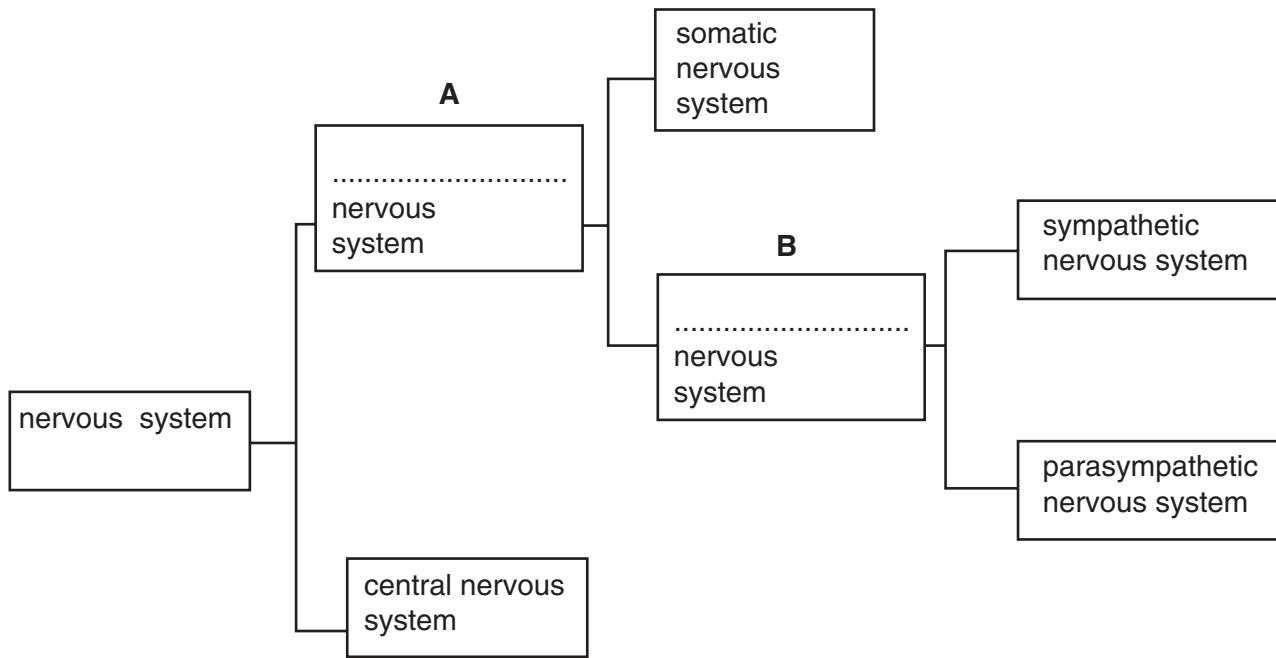 somatic
nervous
system
A
.............................
nervous
system
sympathetic
nervous system
B
.............................
nervous
system
nervous system
parasympathetic
nervous system
central nervous
system